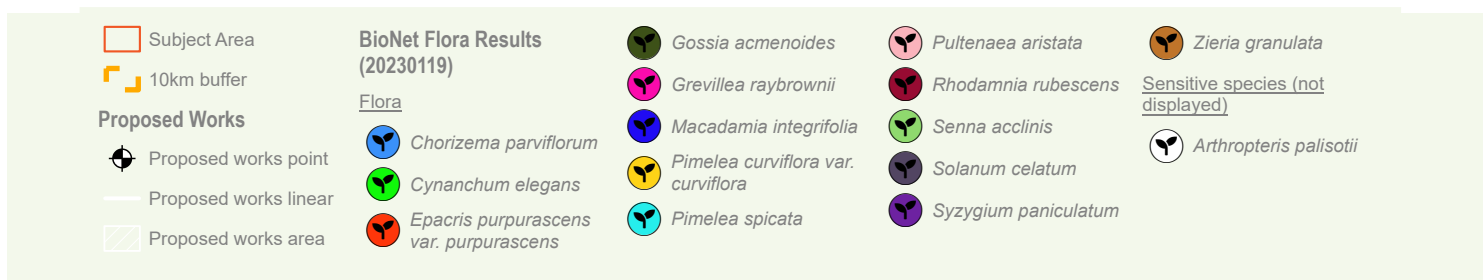 Subject Area
10km buffer
Proposed Works
Proposed works point
Proposed works linear
Proposed works area
BioNet Flora Results
(20230119)
Flora
Chorizema parviflorum
Cynanchum elegans
Epacris purpurascens
var. purpurascens
Gossia acmenoides
Grevillea raybrownii
Macadamia integrifolia
Pimelea curviflora var.
curviflora
Pimelea spicata
Pultenaea aristata
Rhodamnia rubescens
Senna acclinis
Solanum celatum
Syzygium paniculatum
Zieria granulata
Sensitive species (not
displayed)
Arthropteris palisotii